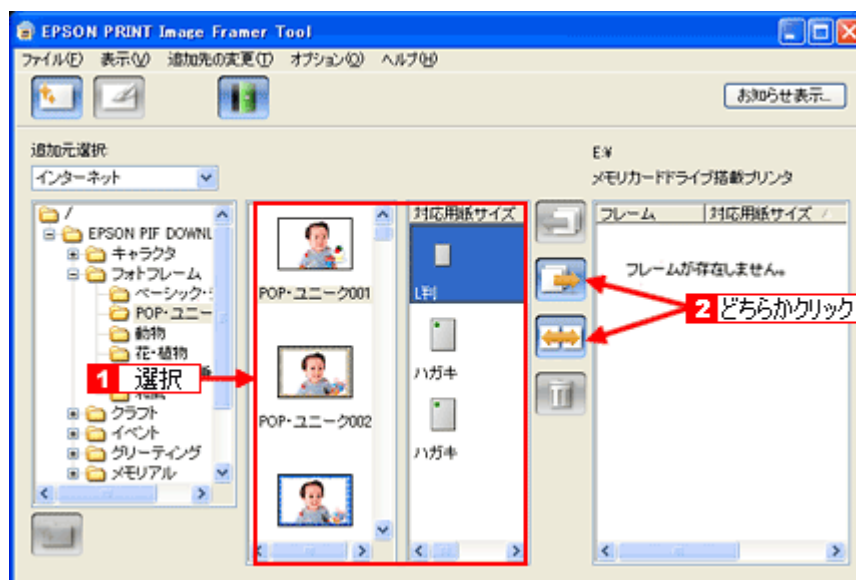 EPSON PRINT Image Framer Tool
ファイル(F) 表示(V) 追加先の変更(T) オプション(O) ヘルプ(H)
お知らせ表示...
追加元選択:
インターネット
E:¥
メモリカードドライブ搭載プリンタ
/
EPSON PIF DOWNL
キャラクタ
フォトフレーム
ベーシック・
POP・ユニー
動物
花・植物
クラフト
イベント
グリーティング
メモリアル
1 選択
POP・ユニーク001
POP・ユニーク002
対応用紙サイズ
L判
ハガキ
ハガキ
フレーム 対応用紙サイズ /
フレームが存在しません。
2 どちらかクリック